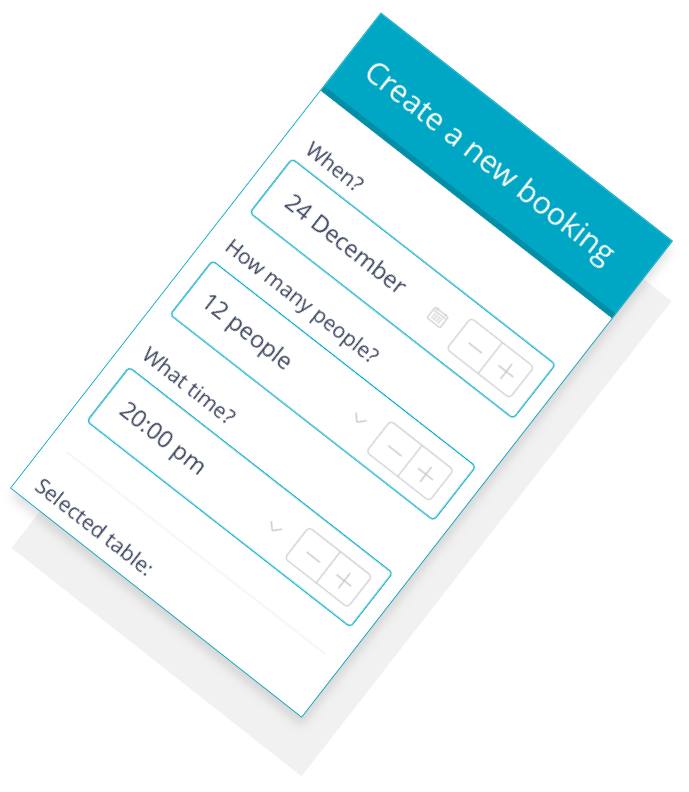 Create a new booking
When?
24 December
How many people?
12 people
What time?
20:00 pm
Selected table: